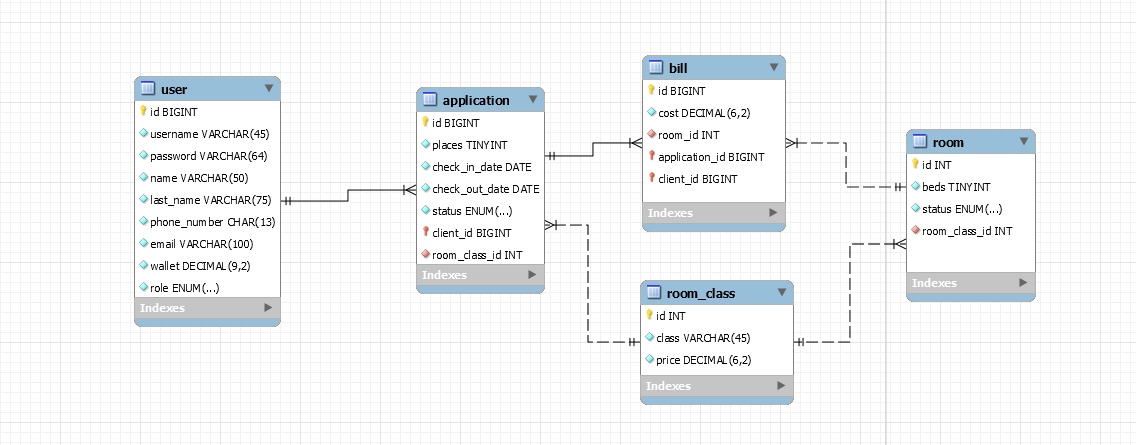 user
id BIGINT
username VARCHAR(45)
password VARCHAR(64)
name VARCHAR(50)
last_name VARCHAR(75)
phone_number CHAR(13)
email VARCHAR(100)
wallet DECIMAL(9,2)
role ENUM(...)
Indexes
application
id BIGINT
places TINYINT
check_in_date DATE
check_out_date DATE
status ENUM(...)
client_id BIGINT
room_class_id INT
Indexes
bill
id BIGINT
cost DECIMAL(6,2)
room_id INT
application_id BIGINT
client_id BIGINT
Indexes
room_class
id INT
class VARCHAR(45)
price DECIMAL(6,2)
Indexes
room
id INT
beds TINYINT
status ENUM(...)
room_class_id INT
Indexes